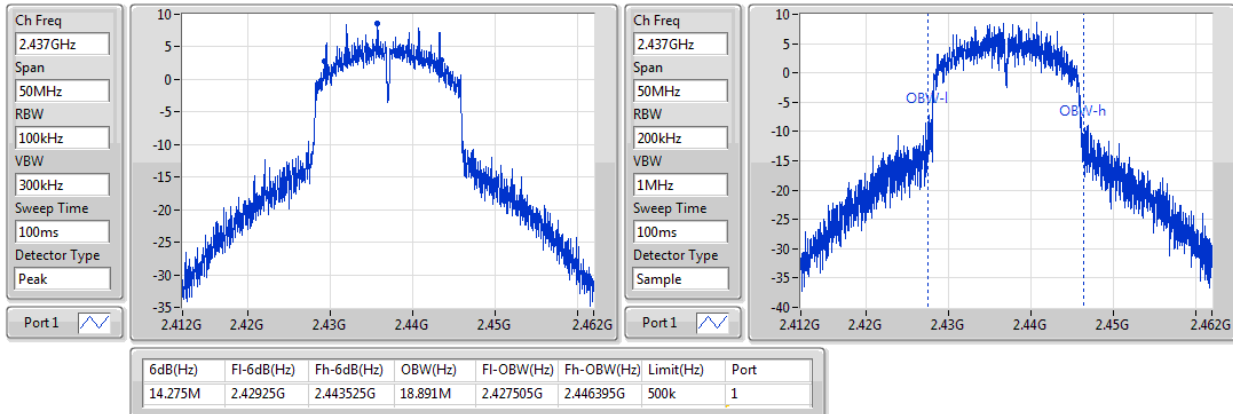 Ch Freq
2.437GHz
Span
50MHz
RBW
100kHz
VBW
300kHz
Sweep Time
100ms
Detector Type
Peak
Port 1
10
5
0
-5
-10
-15
-20
-25
-30
-35
2.412G 2.42G 2.43G 2.44G 2.45G 2.462G
Ch Freq
2.437GHz
Span
50MHz
RBW
200kHz
VBW
1MHz
Sweep Time
100ms
Detector Type
Sample
Port 1
10
5
0
-5
-10
-15
-20
-25
-30
-35
-40
OBW-l
OBW-h
2.412G 2.42G 2.43G 2.44G 2.45G 2.462G
6dB(Hz) Fl-6dB(Hz) Fh-6dB(Hz) OBW(Hz) Fl-OBW(Hz) Fh-OBW(Hz) Limit(Hz) Port
14.275M 2.42925G 2.443525G 18.891M 2.427505G 2.446395G 500k 1